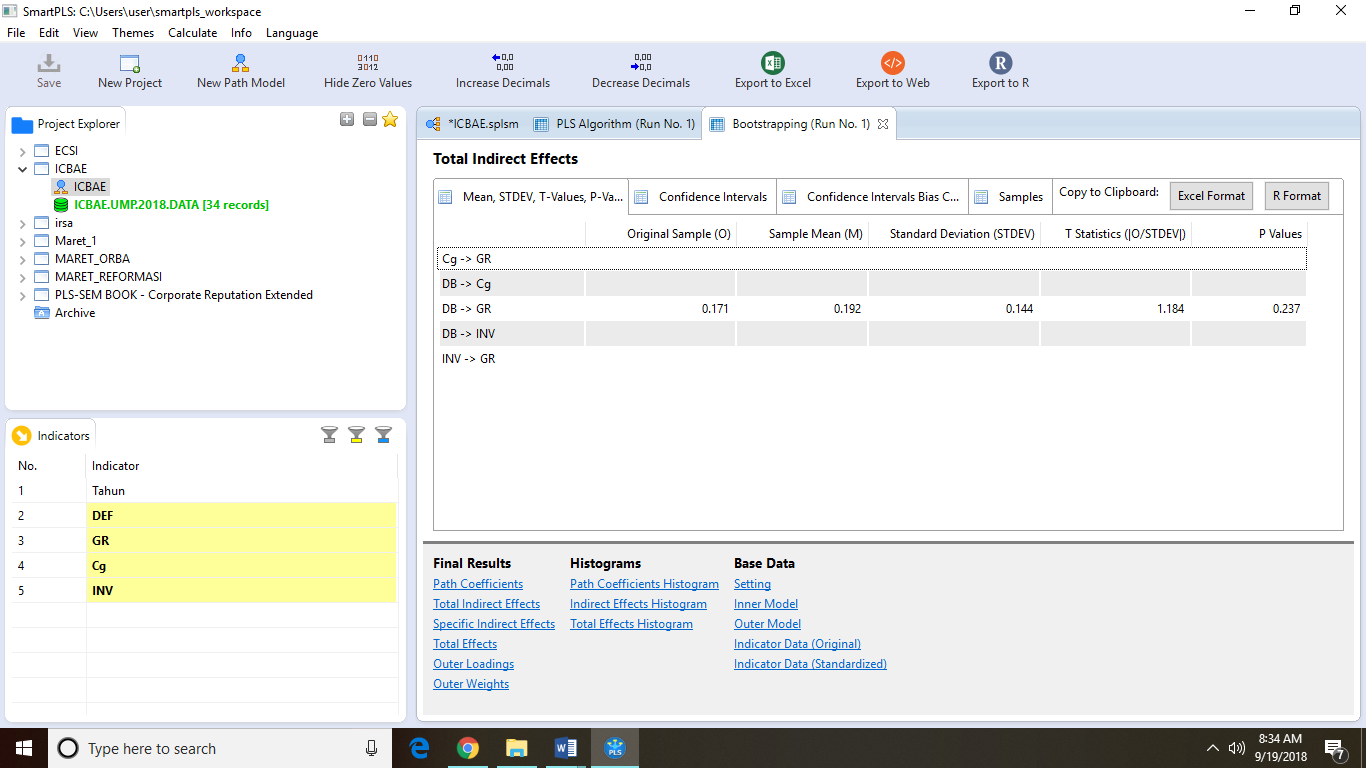 SmartPLS: C:\Users\user\smartpls_workspace
File Edit View Themes Calculate Info Language
Save New Project New Path Model Hide Zero Values Increase Decimals Decrease Decimals Export to Excel Export to Web Export to R
Project Explorer
ECSI
ICBAE
ICBAE
ICBAE.UMP.2018.DATA [34 records]
irsa
Maret_1
MARET_ORBA
MARET_REFORMASI
PLS-SEM BOOK - Corporate Reputation Extended
Archive
Indicators
No. Indicator
1 Tahun
2 DEF
3 GR
4 Cg
5 INV
*ICBAE.splsm PLS Algorithm (Run No. 1) Bootstrapping (Run No. 1)
Total Indirect Effects
Mean, STDEV, T-Values, P-Va... Confidence Intervals Confidence Intervals Bias C... Samples Copy to Clipboard: Excel Format R Format
Original Sample (O) Sample Mean (M) Standard Deviation (STDEV) T Statistics (|O/STDEV|) P Values
Cg -> GR
DB -> Cg
DB -> GR 0.171 0.192 0.144 1.184 0.237
DB -> INV
INV -> GR
Final Results Histograms Base Data
Path Coefficients Path Coefficients Histogram Setting
Total Indirect Effects Indirect Effects Histogram Inner Model
Specific Indirect Effects Total Effects Histogram Outer Model
Total Effects Indicator Data (Original)
Outer Loadings Indicator Data (Standardized)
Outer Weights
Type here to search
8:34 AM
9/19/2018
7